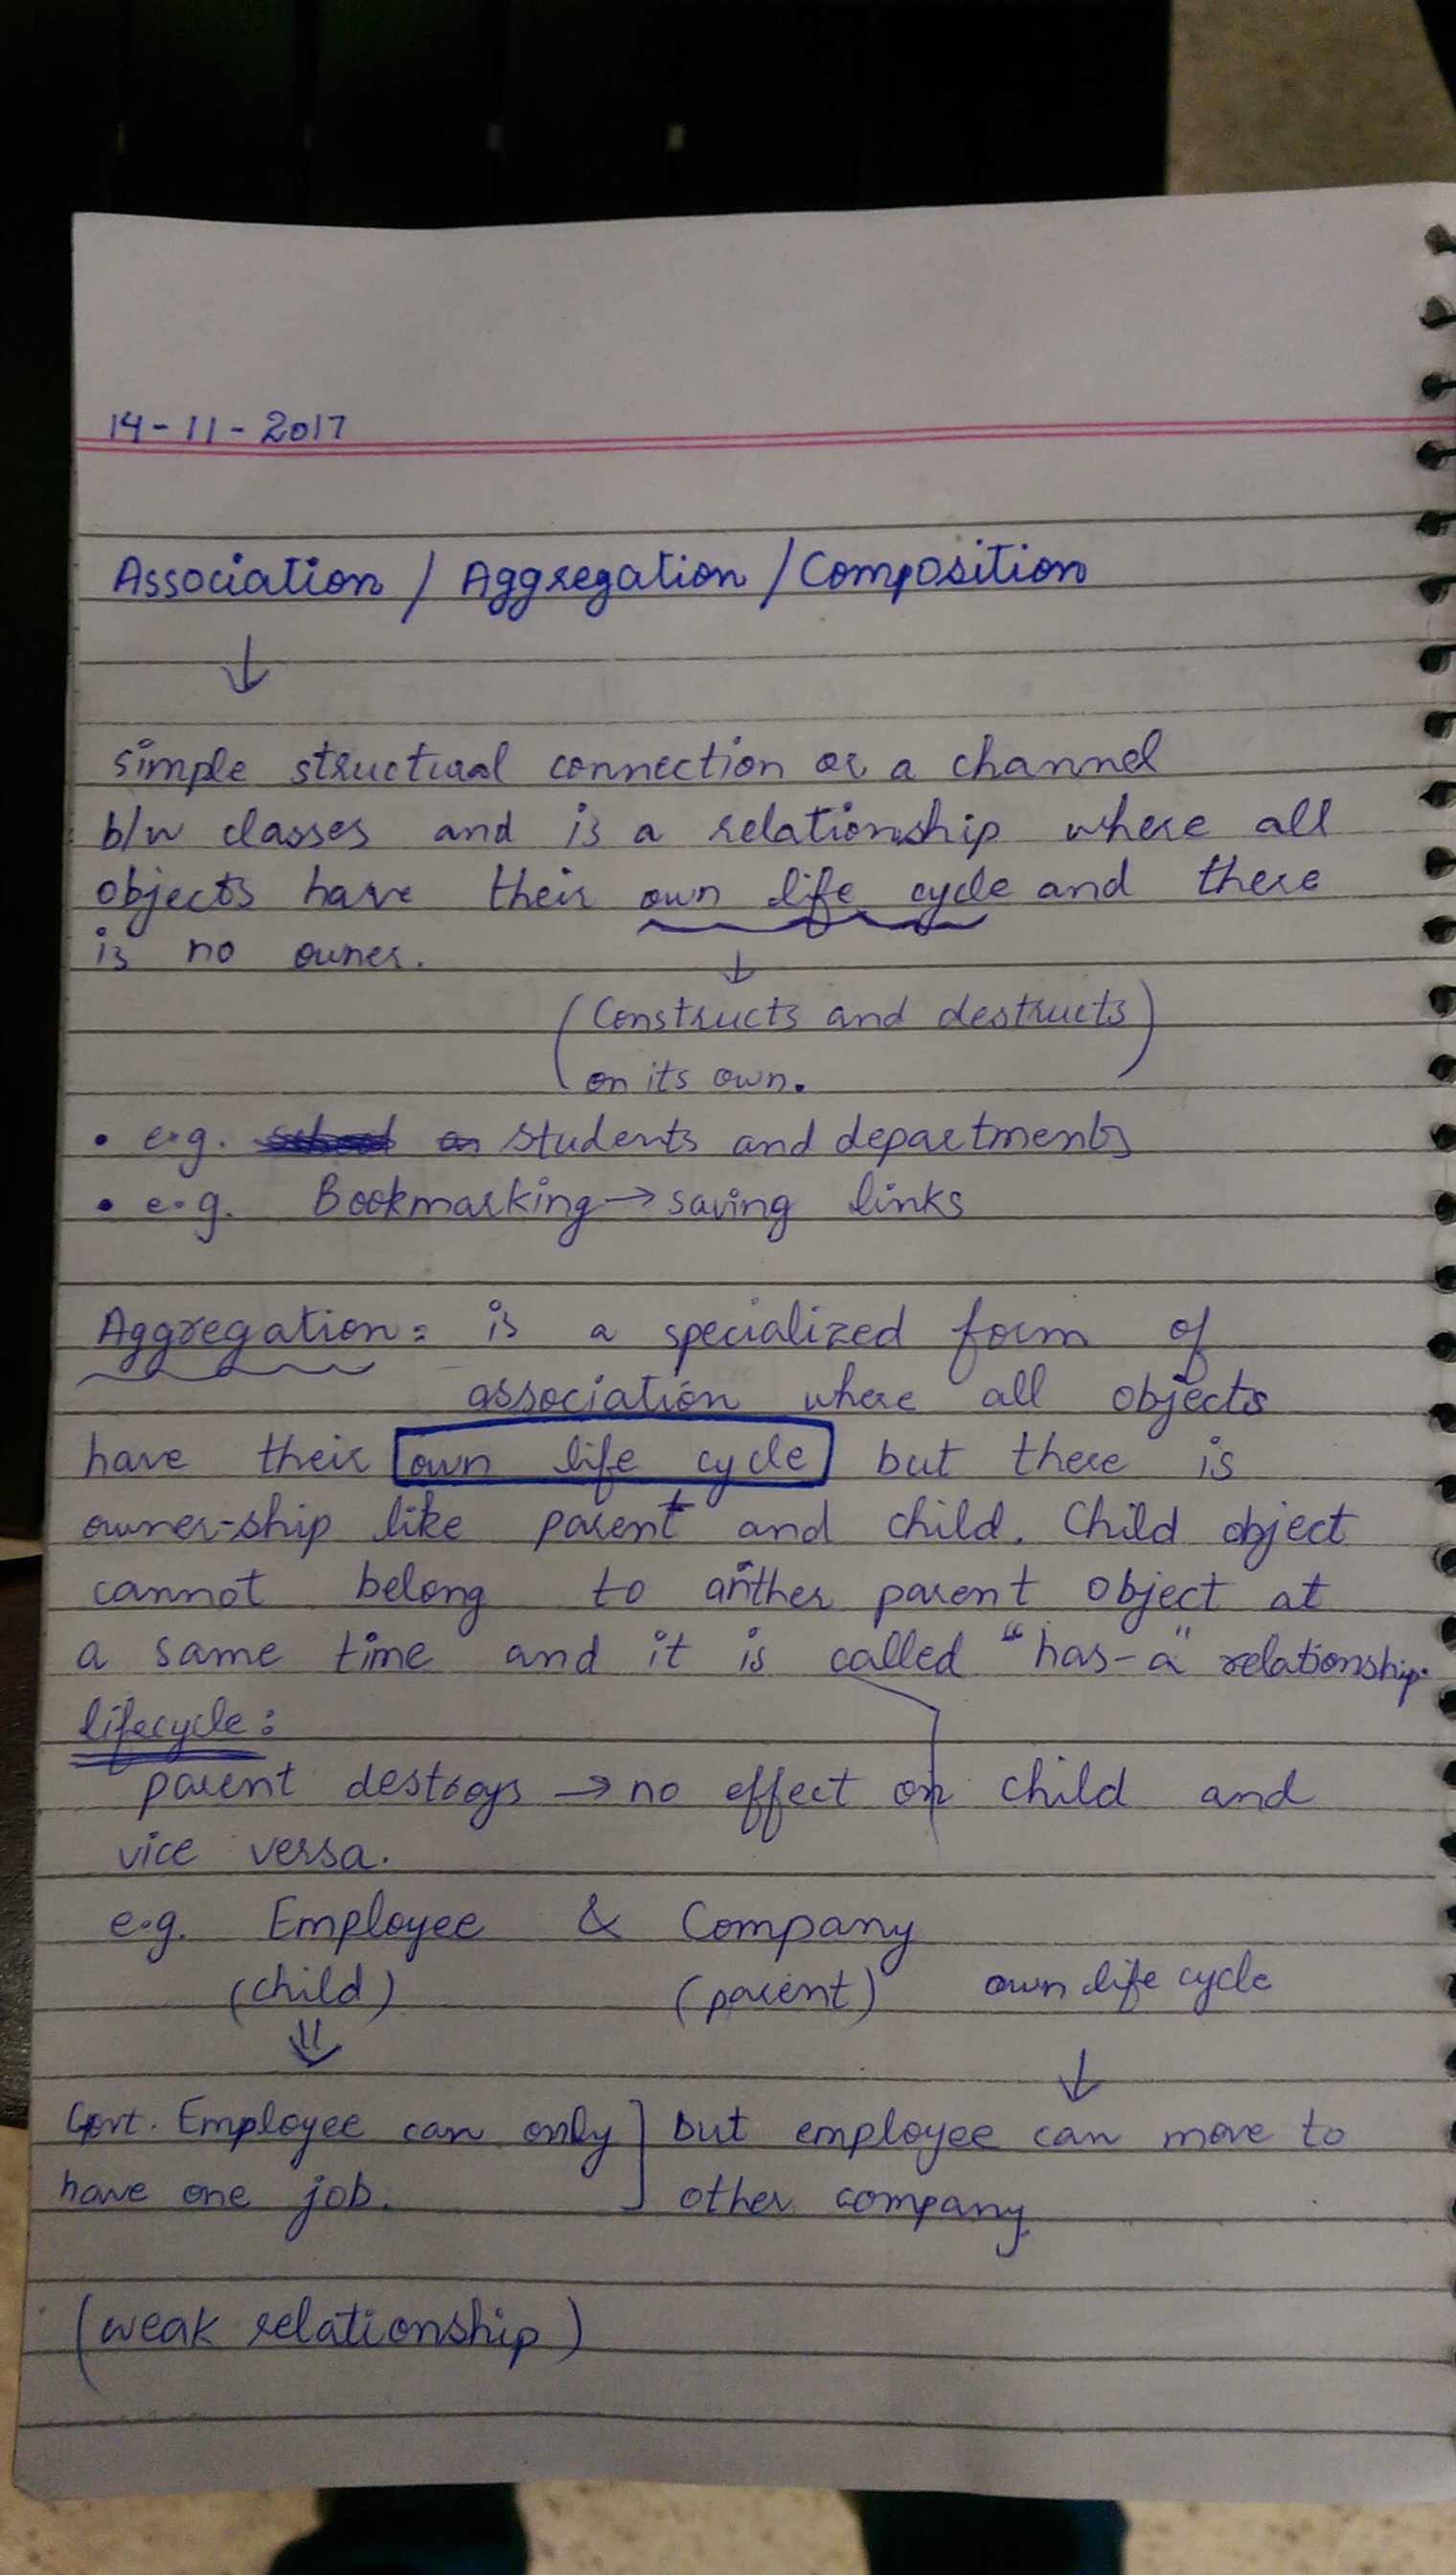 14-11-2017
Association / Aggregation / Composition
↓
simple structural connection or a channel
b/w classes and is a relationship where all
objects have their own life cycle and there
is no owner.
↓
(Constructs and destructs
on its own.)
• e.g. students and departments
• e.g. Bookmarking → saving links
Aggregation: is a specialized form of
association where all objects
have their own life cycle but there is
owner-ship like parent and child. Child object
cannot belong to anther parent object at
a same time and it is called "has-a" relationship.
lifecycle:
parent destroys → no effect on child and
vice versa.
e.g. Employee & Company
(child) (parent) own life cycle
⇓ ↓
Govt. Employee can only ] but employee can move to
have one job. other company
(weak relationship)